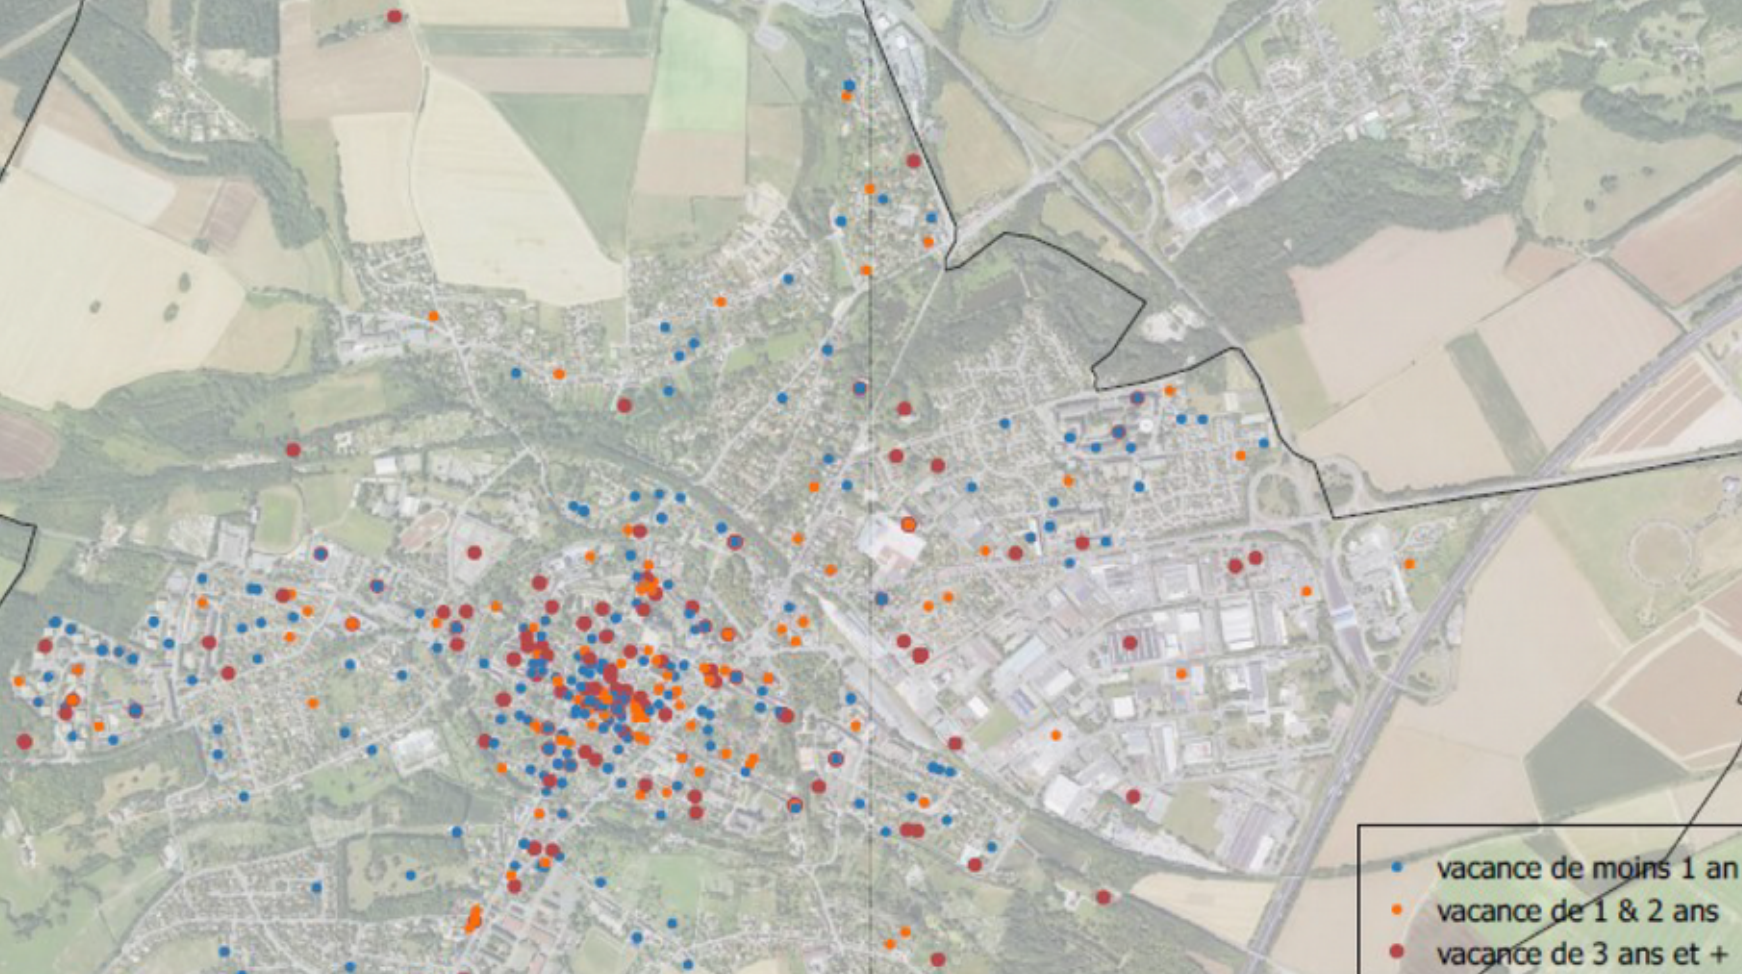 vacance de moins 1 an
vacance de 1 & 2 ans
vacance de 3 ans et +